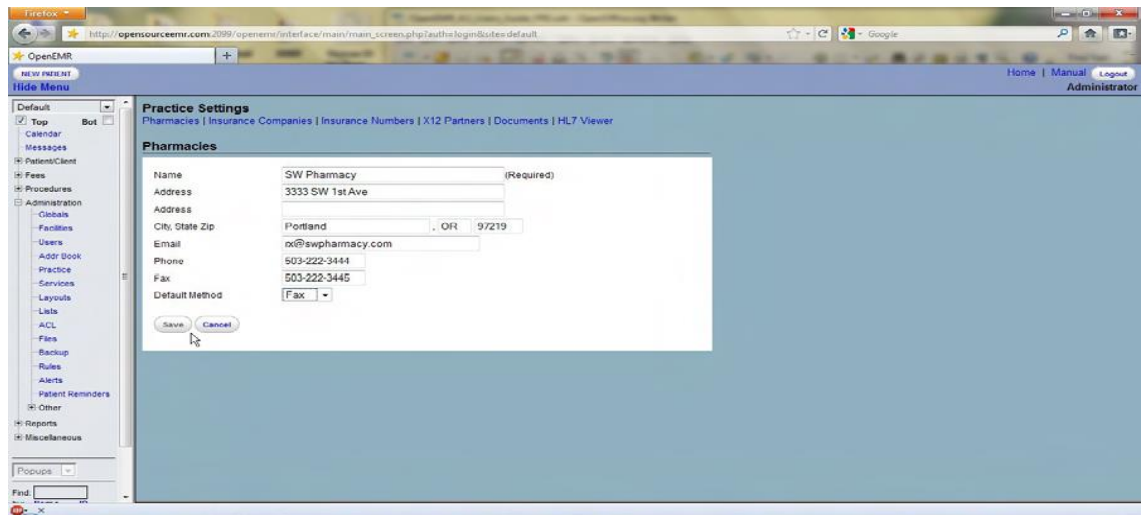 Firefox
http://opensourceemr.com:2099/openemr/interface/main/main_screen.php?auth=login&site=default
Google
OpenEMR
NEW PATIENT
Home | Manual Logout
Hide Menu
Administrator
Default
Top Bot
Calendar
Messages
Patient/Client
Fees
Procedures
Administration
Globals
Facilities
Users
Addr Book
Practice
Services
Layouts
Lists
ACL
Files
Backup
Rules
Alerts
Patient Reminders
Other
Reports
Miscellaneous
Popups
Find:
Practice Settings
Pharmacies | Insurance Companies | Insurance Numbers | X12 Partners | Documents | HL7 Viewer
Pharmacies
Name SW Pharmacy (Required)
Address 3333 SW 1st Ave
Address
City, State Zip Portland , OR 97219
Email rx@swpharmacy.com
Phone 503-222-3444
Fax 503-222-3445
Default Method Fax
Save Cancel